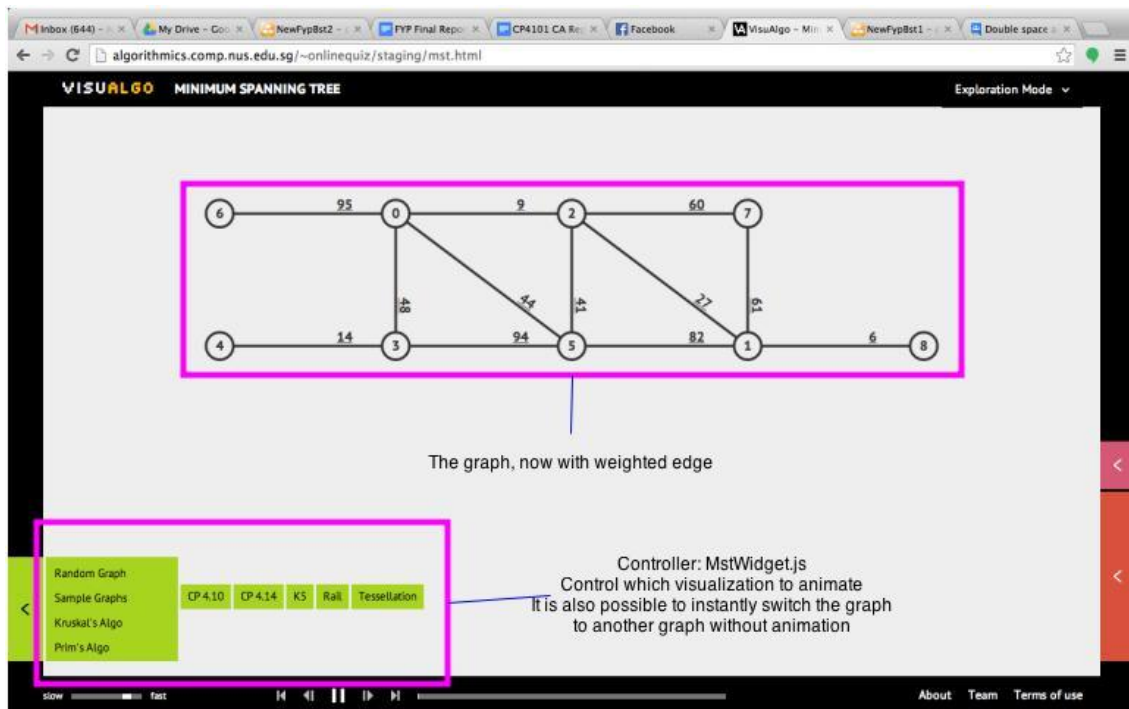 Inbox (644) -
My Drive - Goo
NewFypBst2 -
FYP Final Repo
CP4101 CA Re
Facebook
VisuAlgo - Min
NewFypBst1 -
Double space
algorithmics.comp.nus.edu.sg/~onlinequiz/staging/mst.html
VISUALGO MINIMUM SPANNING TREE Exploration Mode
6 95 0 9 2 60 7
48 44 41 27 61
4 14 3 94 5 82 1 6 8
The graph, now with weighted edge
Random Graph
Sample Graphs
Kruskal's Algo
Prim's Algo
CP 4.10 CP 4.14 K5 Rail Tessellation
Controller: MstWidget.js
Control which visualization to animate
It is also possible to instantly switch the graph
to another graph without animation
slow fast
About Team Terms of use